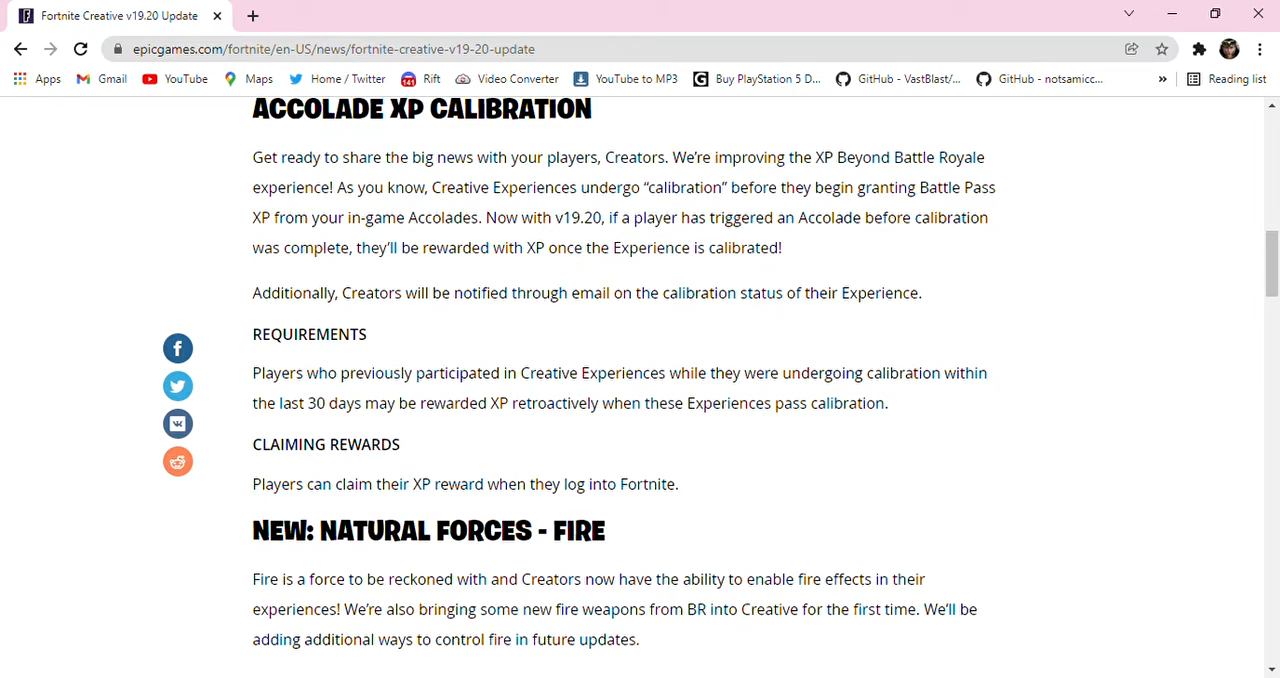 Fortnite Creative v19.20 Update
epicgames.com/fortnite/en-US/news/fortnite-creative-v19-20-update
Apps Gmail YouTube Maps Home / Twitter 141 Rift Video Converter YouTube to MP3 Buy PlayStation 5 D... GitHub - VastBlast/... GitHub - notsamicc... » Reading list
ACCOLADE XP CALIBRATION
Get ready to share the big news with your players, Creators. We’re improving the XP Beyond Battle Royale
experience! As you know, Creative Experiences undergo “calibration” before they begin granting Battle Pass
XP from your in-game Accolades. Now with v19.20, if a player has triggered an Accolade before calibration
was complete, they’ll be rewarded with XP once the Experience is calibrated!
Additionally, Creators will be notified through email on the calibration status of their Experience.
REQUIREMENTS
Players who previously participated in Creative Experiences while they were undergoing calibration within
the last 30 days may be rewarded XP retroactively when these Experiences pass calibration.
CLAIMING REWARDS
Players can claim their XP reward when they log into Fortnite.
NEW: NATURAL FORCES - FIRE
Fire is a force to be reckoned with and Creators now have the ability to enable fire effects in their
experiences! We’re also bringing some new fire weapons from BR into Creative for the first time. We’ll be
adding additional ways to control fire in future updates.